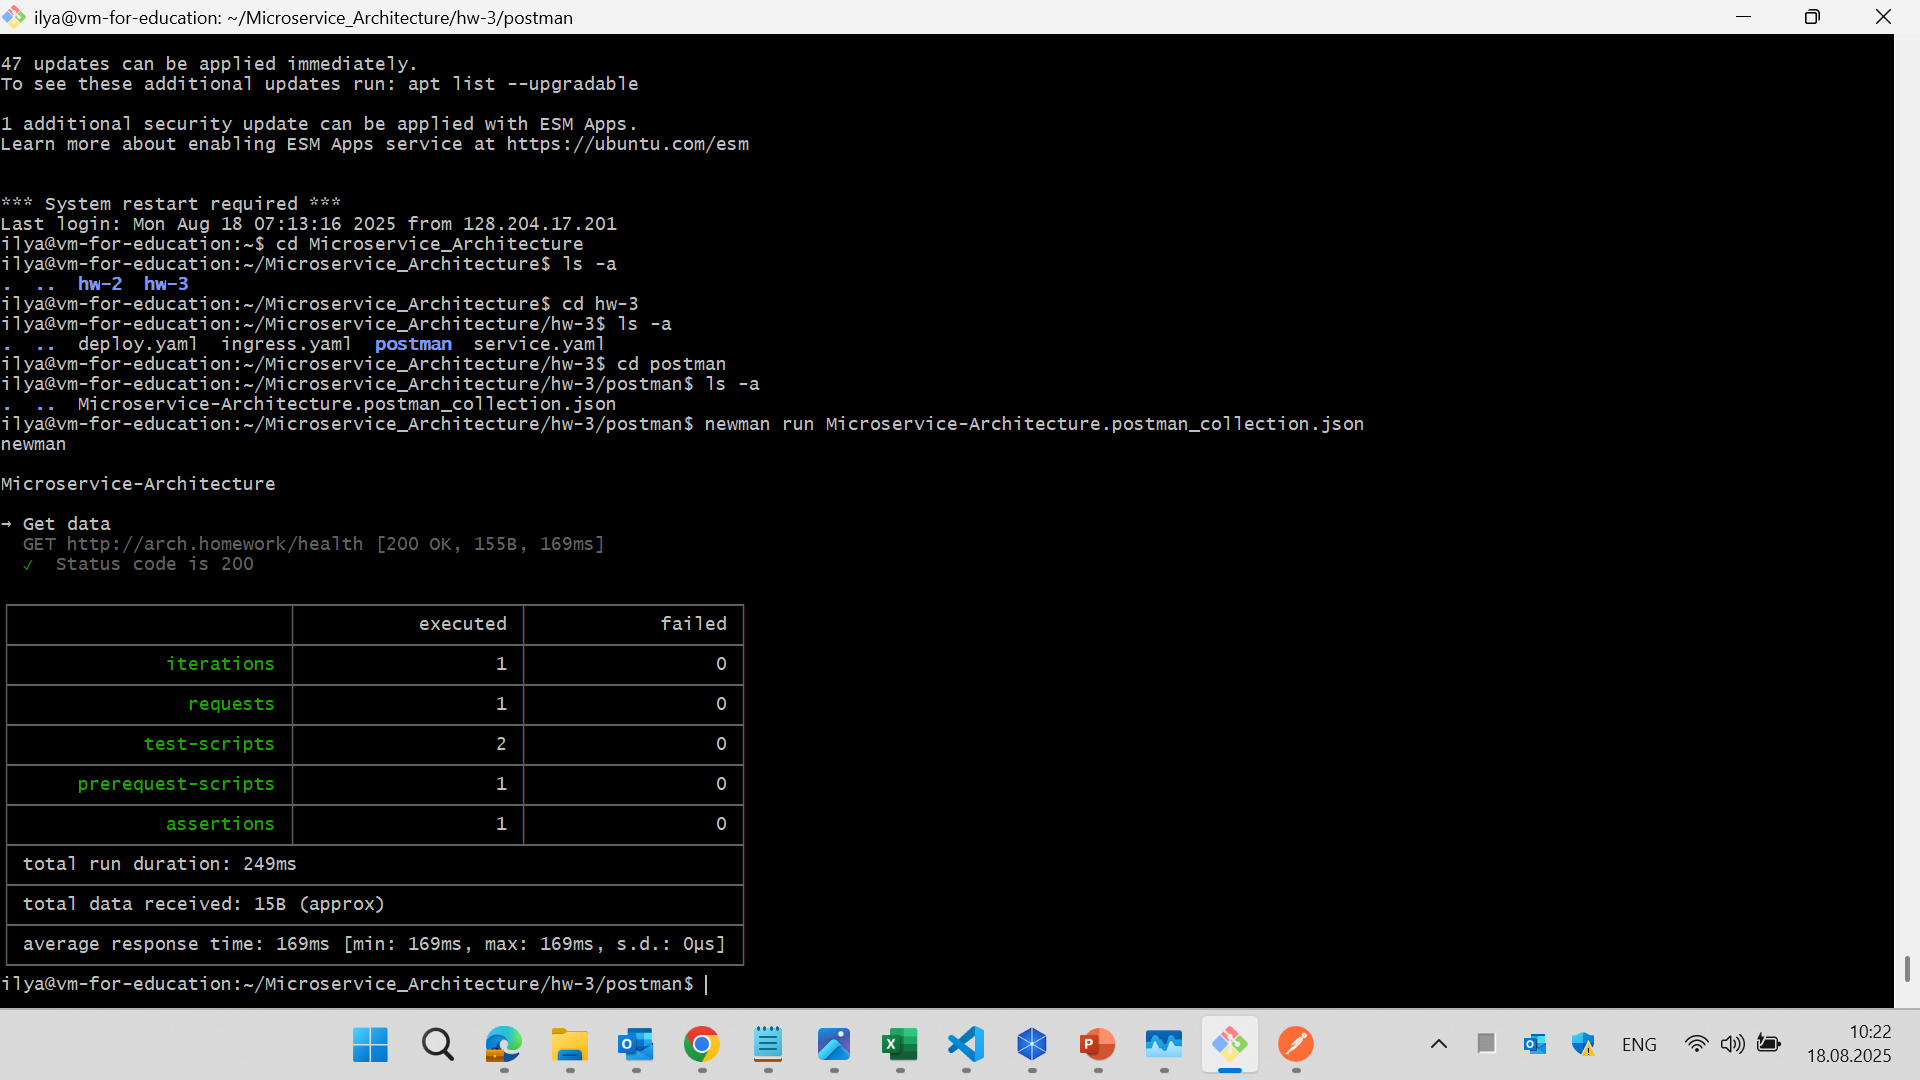 ilya@vm-for-education: ~/Microservice_Architecture/hw-3/postman
47 updates can be applied immediately.
To see these additional updates run: apt list --upgradable
1 additional security update can be applied with ESM Apps.
Learn more about enabling ESM Apps service at https://ubuntu.com/esm
*** System restart required ***
Last login: Mon Aug 18 07:13:16 2025 from 128.204.17.201
ilya@vm-for-education:~$ cd Microservice_Architecture
ilya@vm-for-education:~/Microservice_Architecture$ ls -a
.  ..  hw-2  hw-3
ilya@vm-for-education:~/Microservice_Architecture$ cd hw-3
ilya@vm-for-education:~/Microservice_Architecture/hw-3$ ls -a
.  ..  deploy.yaml  ingress.yaml  postman  service.yaml
ilya@vm-for-education:~/Microservice_Architecture/hw-3$ cd postman
ilya@vm-for-education:~/Microservice_Architecture/hw-3/postman$ ls -a
.  ..  Microservice-Architecture.postman_collection.json
ilya@vm-for-education:~/Microservice_Architecture/hw-3/postman$ newman run Microservice-Architecture.postman_collection.json
newman
Microservice-Architecture
→ Get data
GET http://arch.homework/health [200 OK, 155B, 169ms]
✓  Status code is 200
executed failed
iterations 1 0
requests 1 0
test-scripts 2 0
prerequest-scripts 1 0
assertions 1 0
total run duration: 249ms
total data received: 15B (approx)
average response time: 169ms [min: 169ms, max: 169ms, s.d.: 0µs]
ilya@vm-for-education:~/Microservice_Architecture/hw-3/postman$
ENG
10:22
18.08.2025